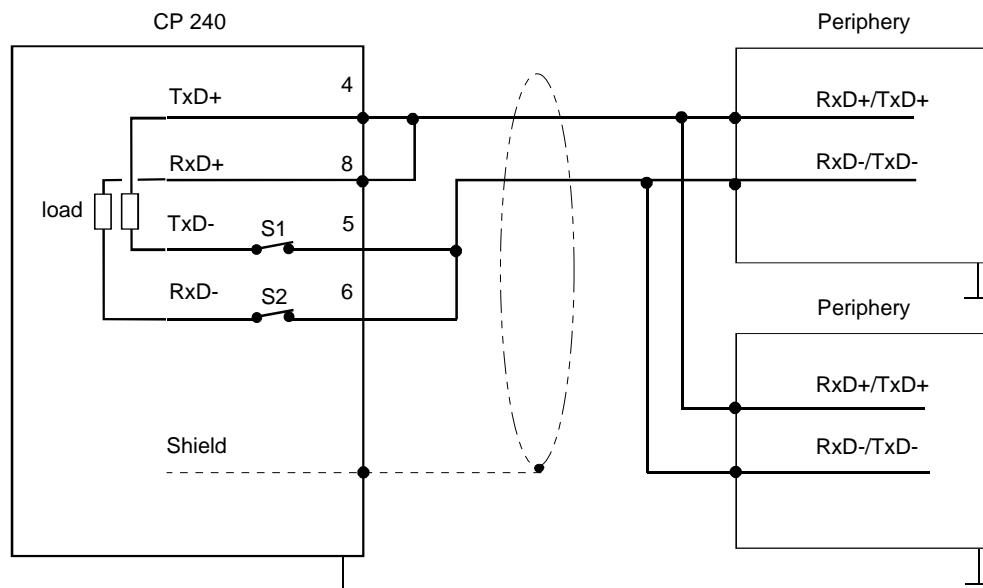 CP 240
Periphery
TxD+
4
RxD+/TxD+
RxD+
8
RxD-/TxD-
load
TxD-
S1
5
RxD-
S2
6
Periphery
RxD+/TxD+
Shield
RxD-/TxD-